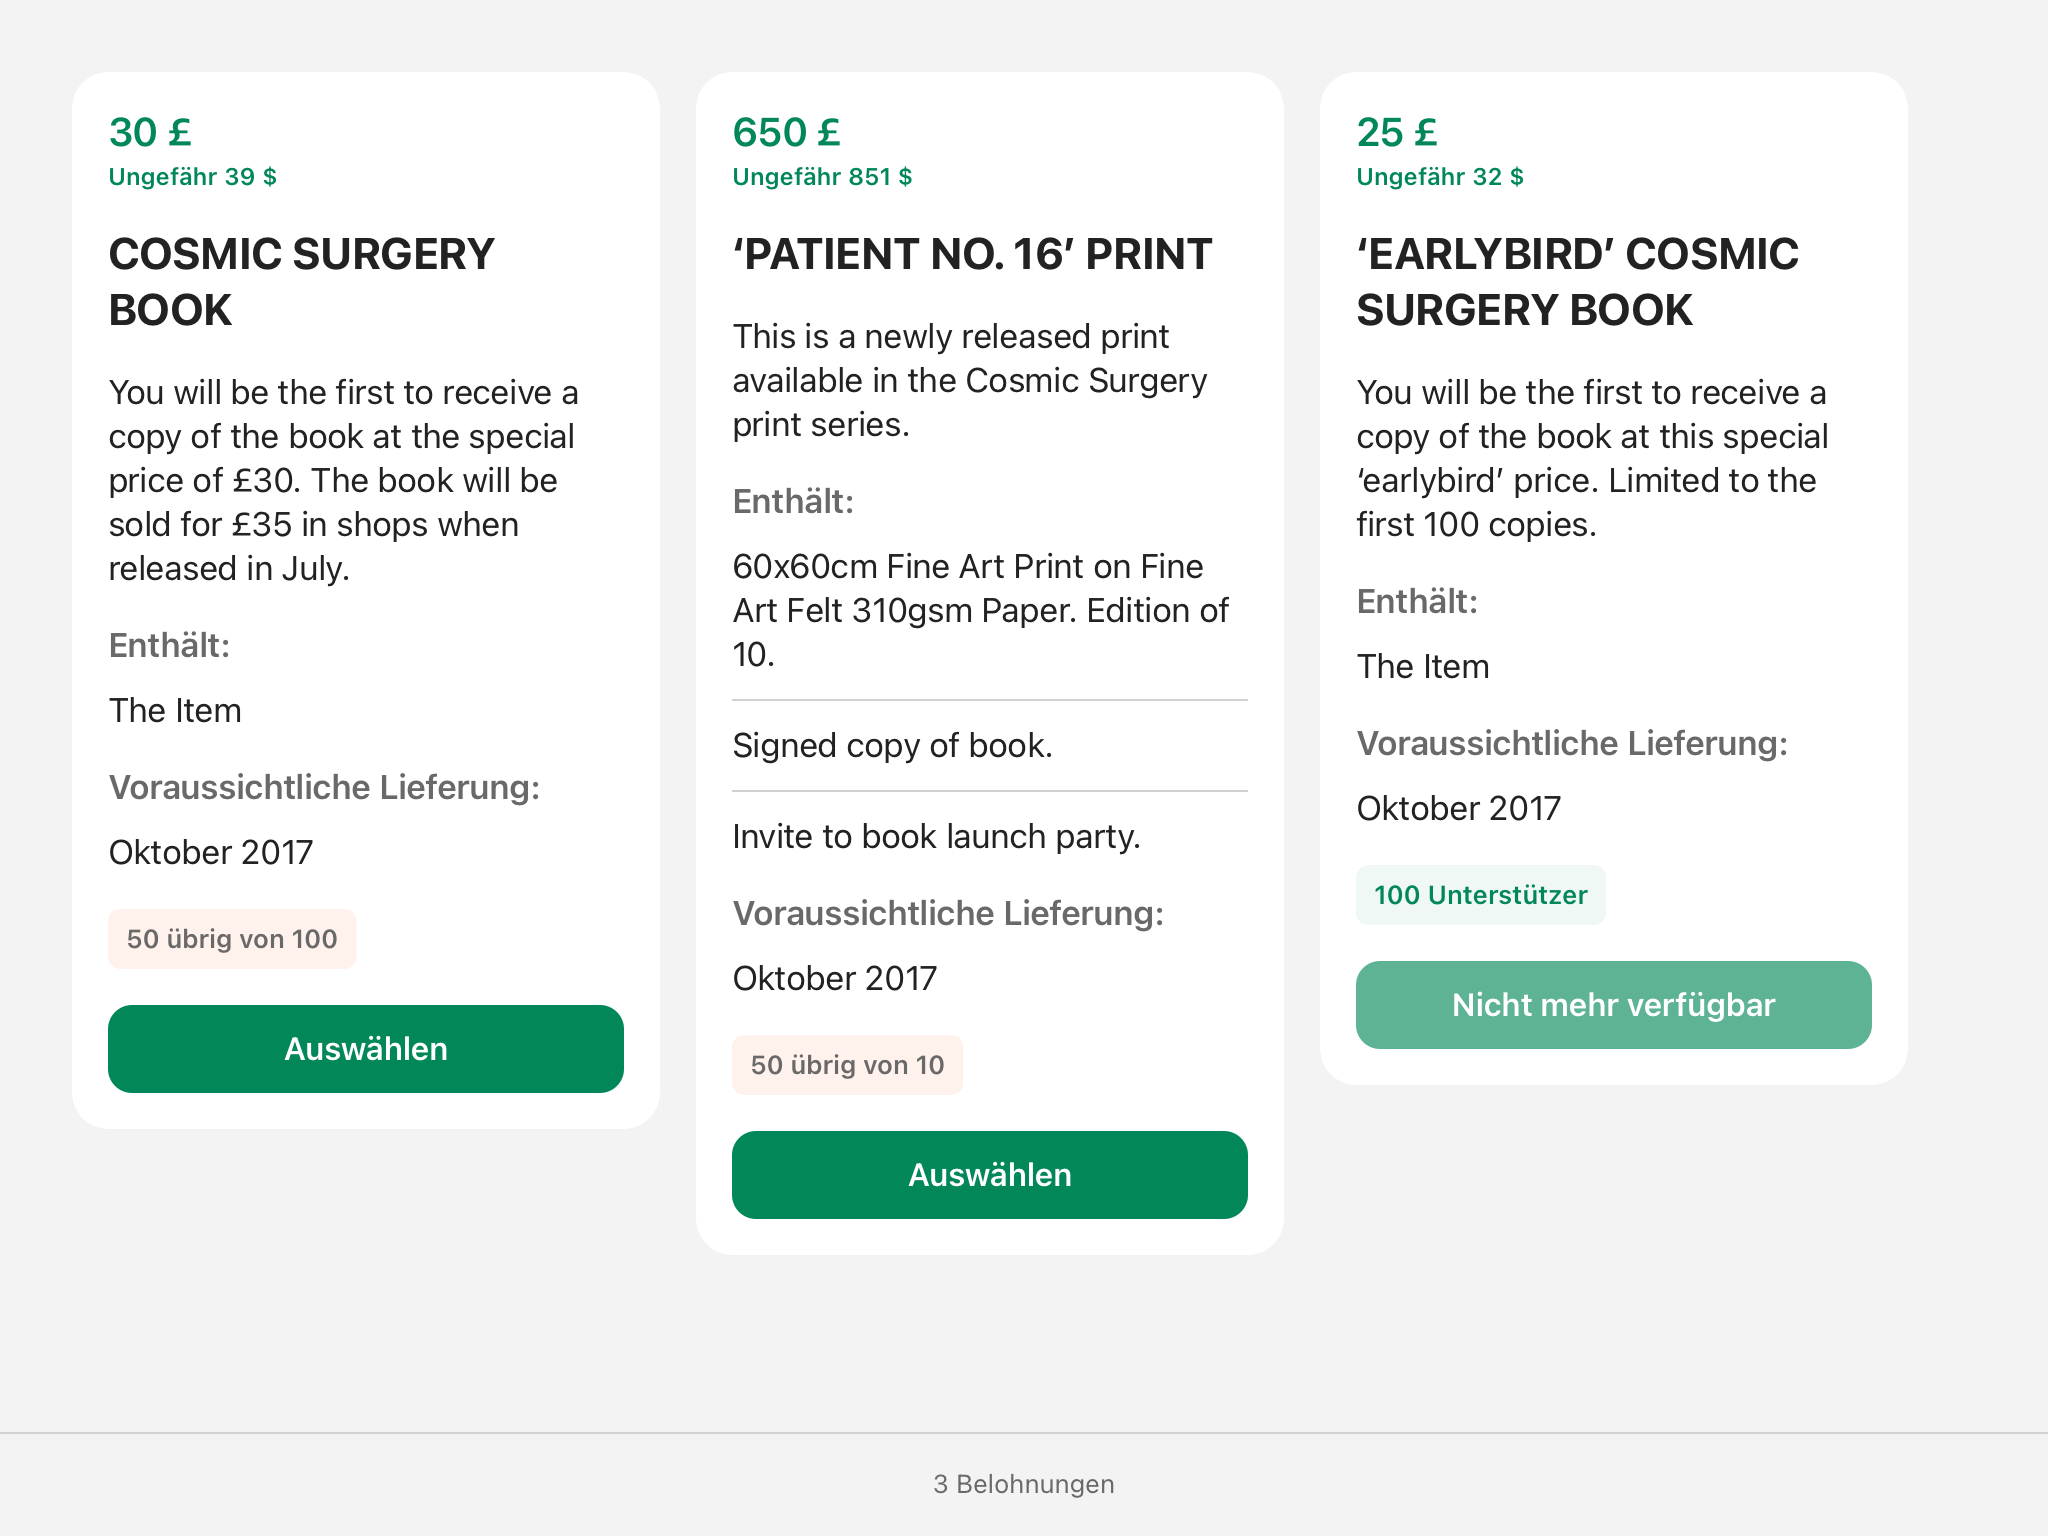 30 £
Ungefähr 39 $
COSMIC SURGERY
BOOK
You will be the first to receive a
copy of the book at the special
price of £30. The book will be
sold for £35 in shops when
released in July.
Enthält:
The Item
Voraussichtliche Lieferung:
Oktober 2017
50 übrig von 100
Auswählen
650 £
Ungefähr 851 $
‘PATIENT NO. 16’ PRINT
This is a newly released print
available in the Cosmic Surgery
print series.
Enthält:
60x60cm Fine Art Print on Fine
Art Felt 310gsm Paper. Edition of
10.
Signed copy of book.
Invite to book launch party.
Voraussichtliche Lieferung:
Oktober 2017
50 übrig von 10
Auswählen
25 £
Ungefähr 32 $
‘EARLYBIRD’ COSMIC
SURGERY BOOK
You will be the first to receive a
copy of the book at this special
‘earlybird’ price. Limited to the
first 100 copies.
Enthält:
The Item
Voraussichtliche Lieferung:
Oktober 2017
100 Unterstützer
Nicht mehr verfügbar
3 Belohnungen